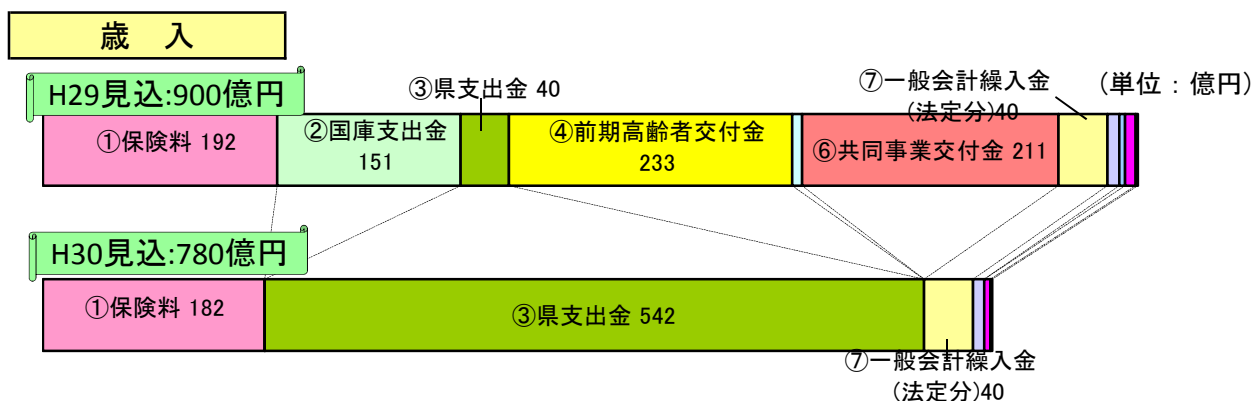 歳 入
H29見込:900億円
③県支出金 40
⑦一般会計繰入金
(法定分)40
(単位：億円)
①保険料 192
②国庫支出金
151
④前期高齢者交付金
233
⑥共同事業交付金 211
H30見込:780億円
①保険料 182
③県支出金 542
⑦一般会計繰入金
(法定分)40